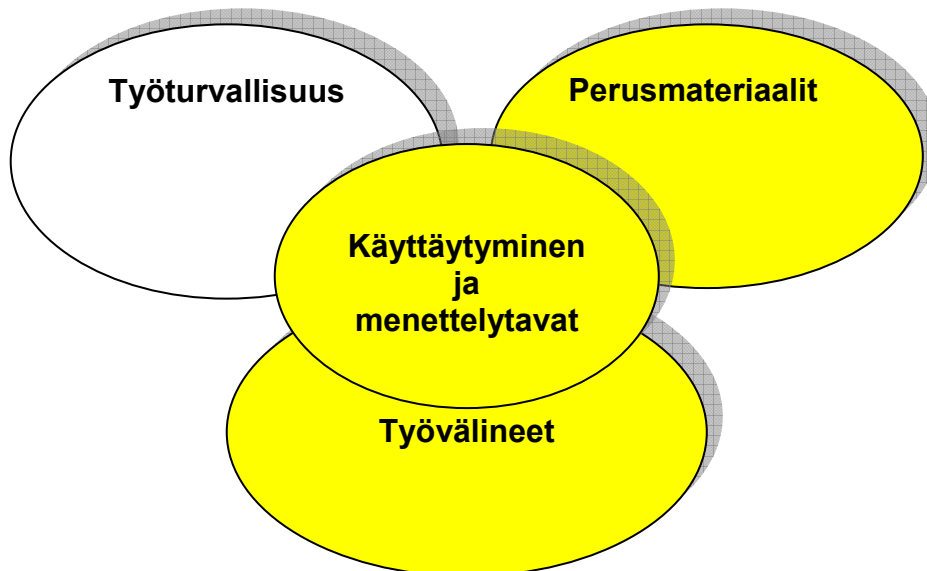 Työturvallisuus
Perusmateriaalit
Käyttäytyminen
ja
menettelytavat
Työvälineet